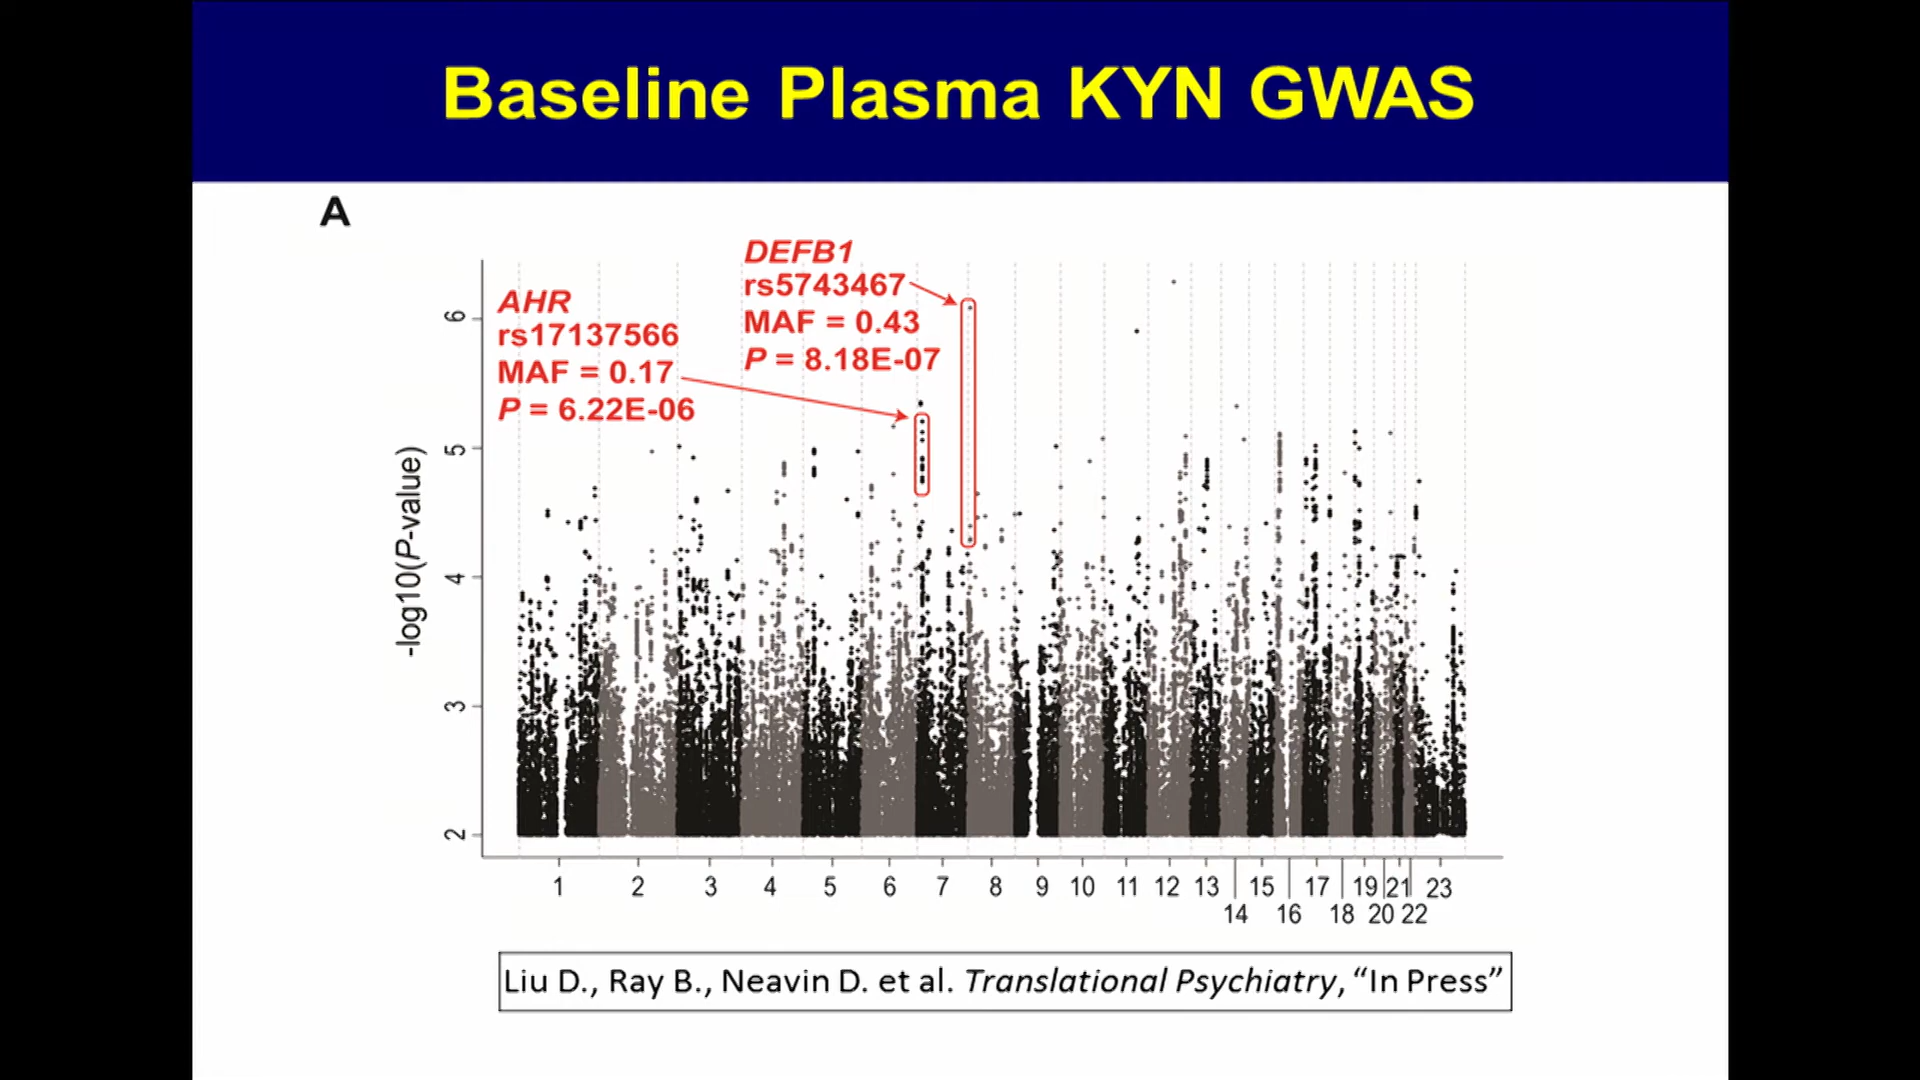 Baseline Plasma KYN GWAS
A
DEFB1
rs5743467
MAF = 0.43
P = 8.18E-07
AHR
rs17137566
MAF = 0.17
P = 6.22E-06
-log10(P-value)
6
5
4
3
2
1 2 3 4 5 6 7 8 9 10 11 12 13 15 17 19 21 23
14 16 18 20 22
Liu D., Ray B., Neavin D. et al. Translational Psychiatry, “In Press”